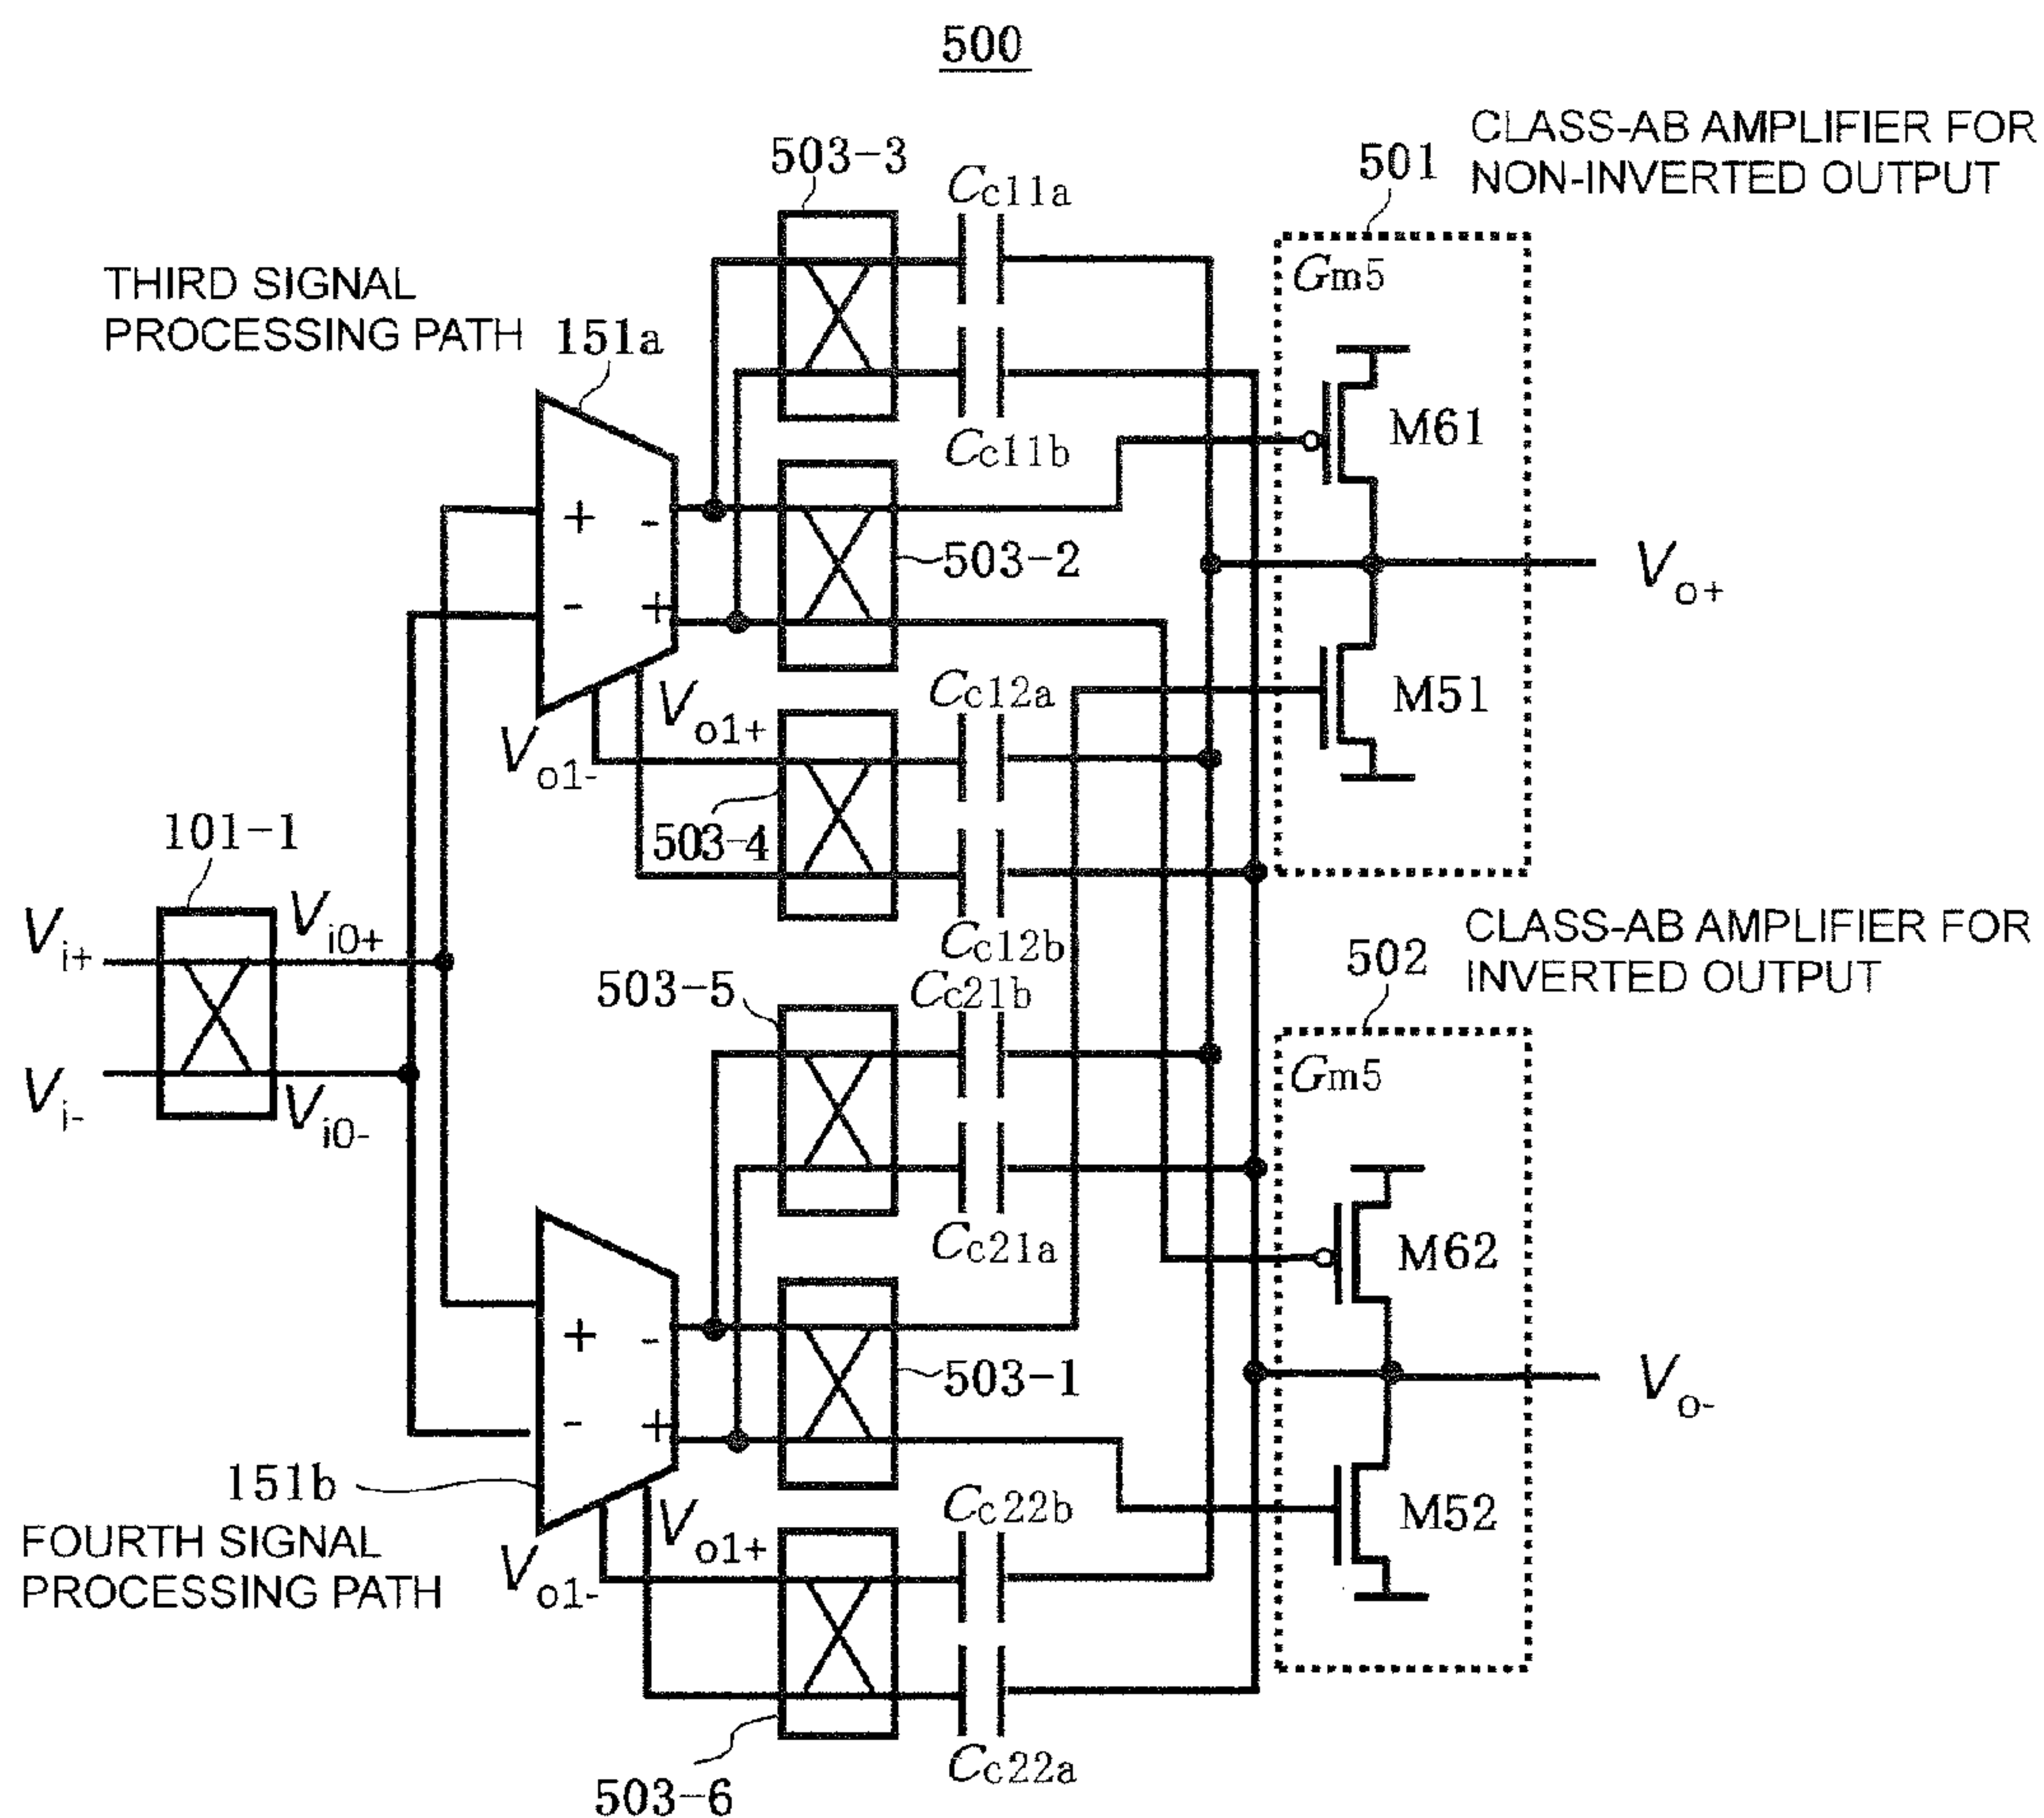 500
CLASS-AB AMPLIFIER FOR
NON-INVERTED OUTPUT
501
503-3
Cc11a
Gm5
THIRD SIGNAL
PROCESSING PATH
151a
M61
Cc11b
+ -
503-2
Vo+
- +
Cc12a
M51
Vo1+
Vo1-
503-4
101-1
Vi+
Vi0+
Cc12b
CLASS-AB AMPLIFIER FOR
INVERTED OUTPUT
502
503-5
Cc21b
Gm5
Vi-
Vi0-
Cc21a
M62
+ -
503-1
Vo-
- +
151b
Cc22b
M52
Vo1+
FOURTH SIGNAL
PROCESSING PATH
Vo1-
Cc22a
503-6